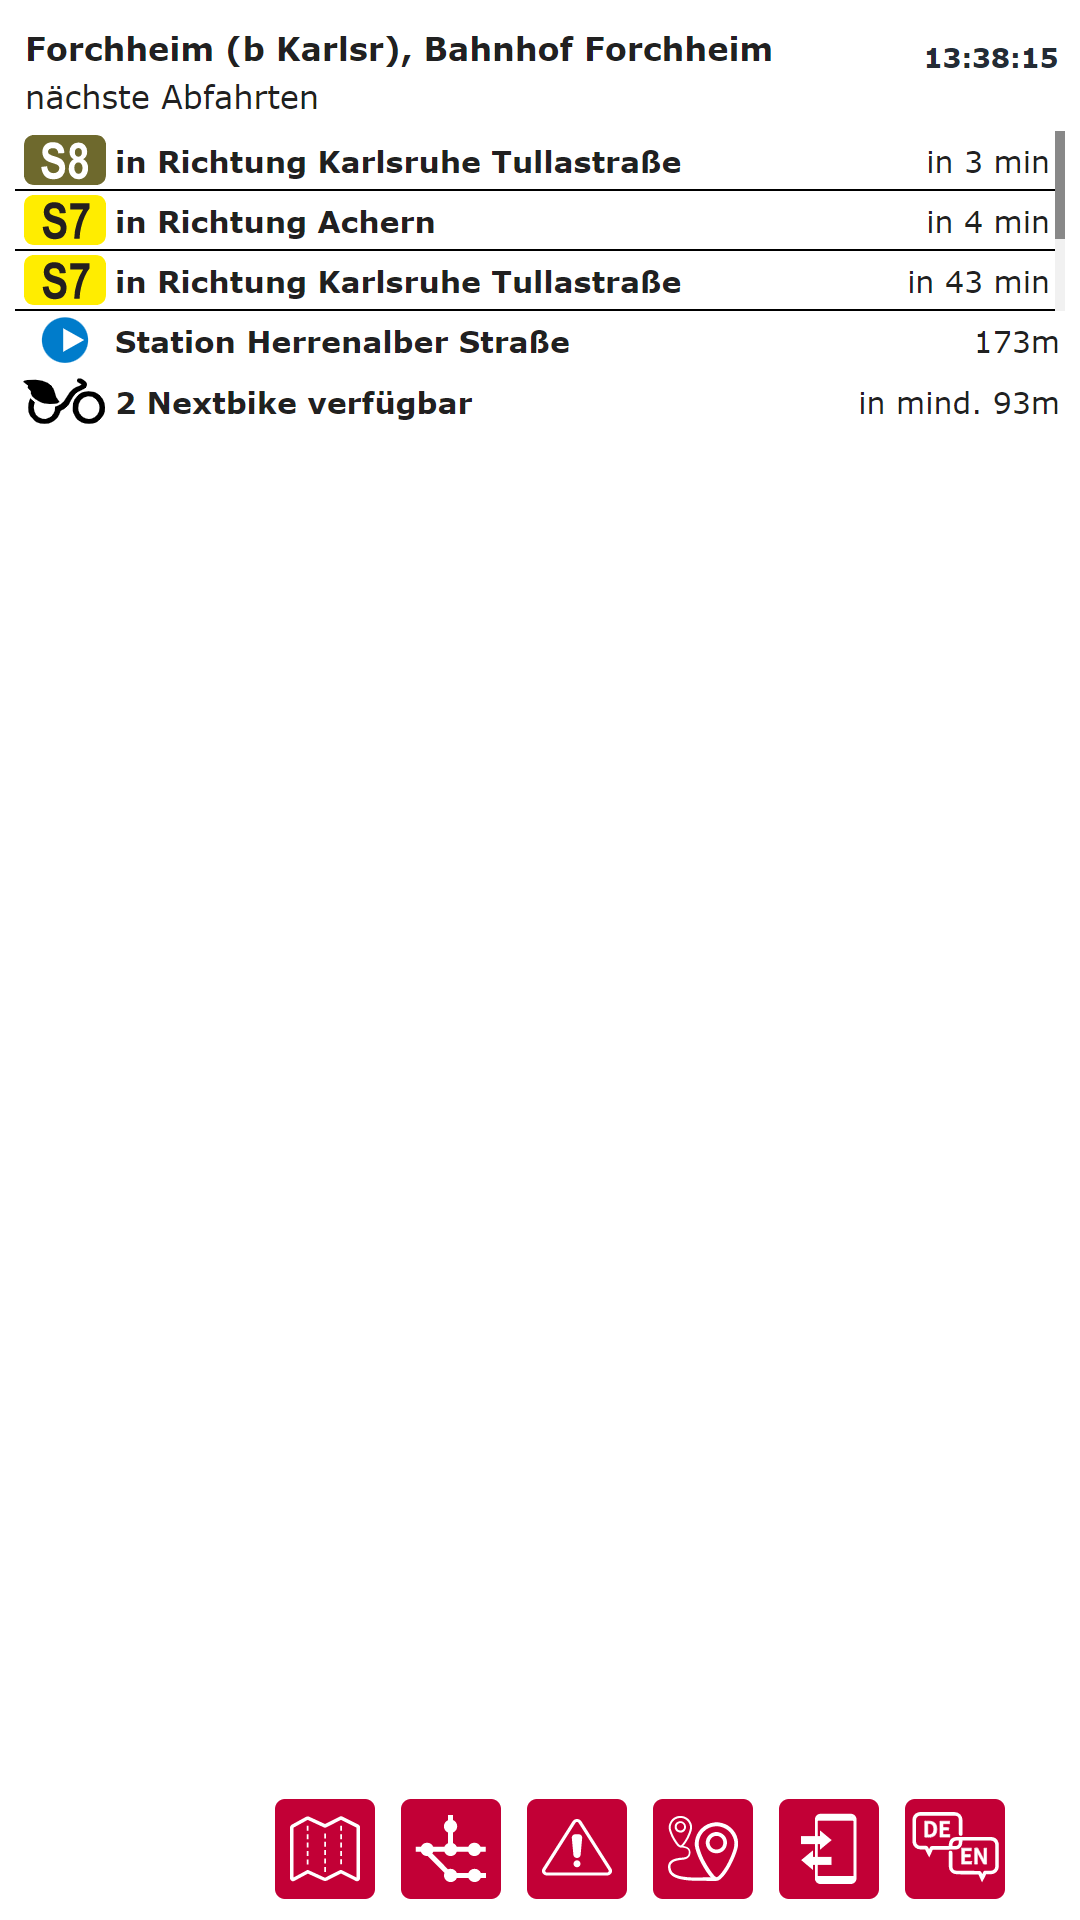 Forchheim (b Karlsr), Bahnhof Forchheim 13:38:15
nächste Abfahrten
S8 in Richtung Karlsruhe Tullastraße in 3 min
S7 in Richtung Achern in 4 min
S7 in Richtung Karlsruhe Tullastraße in 43 min
Station Herrenalber Straße 173m
2 Nextbike verfügbar in mind. 93m
DE
EN